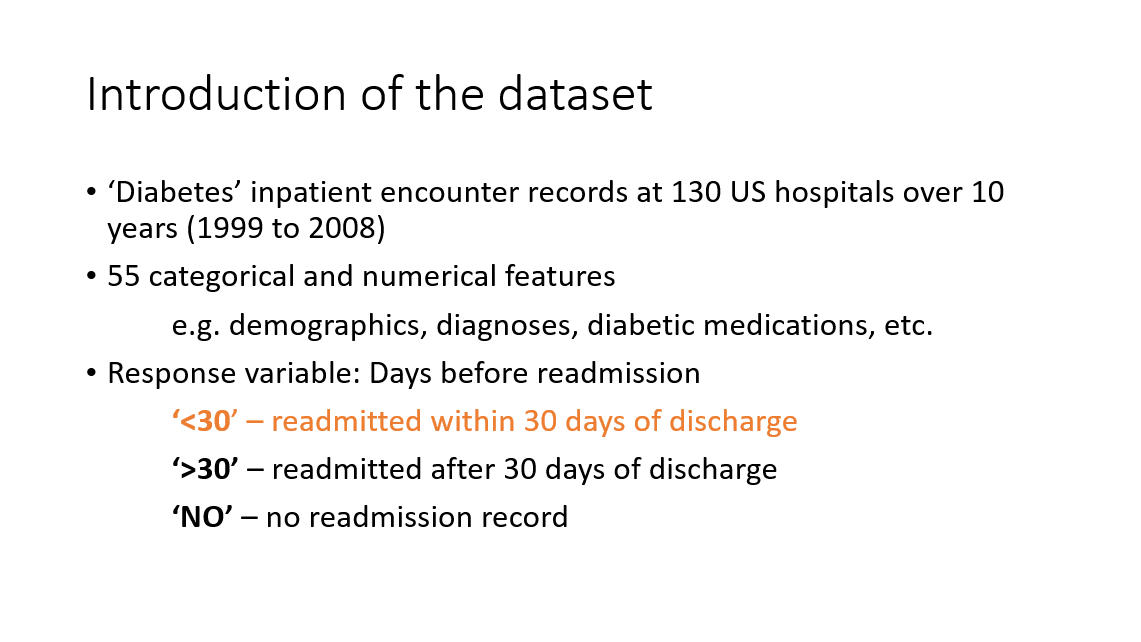 Introduction of the dataset
• ‘Diabetes’ inpatient encounter records at 130 US hospitals over 10
years (1999 to 2008)
• 55 categorical and numerical features
e.g. demographics, diagnoses, diabetic medications, etc.
• Response variable: Days before readmission
‘<30’ – readmitted within 30 days of discharge
‘>30’ – readmitted after 30 days of discharge
‘NO’ – no readmission record